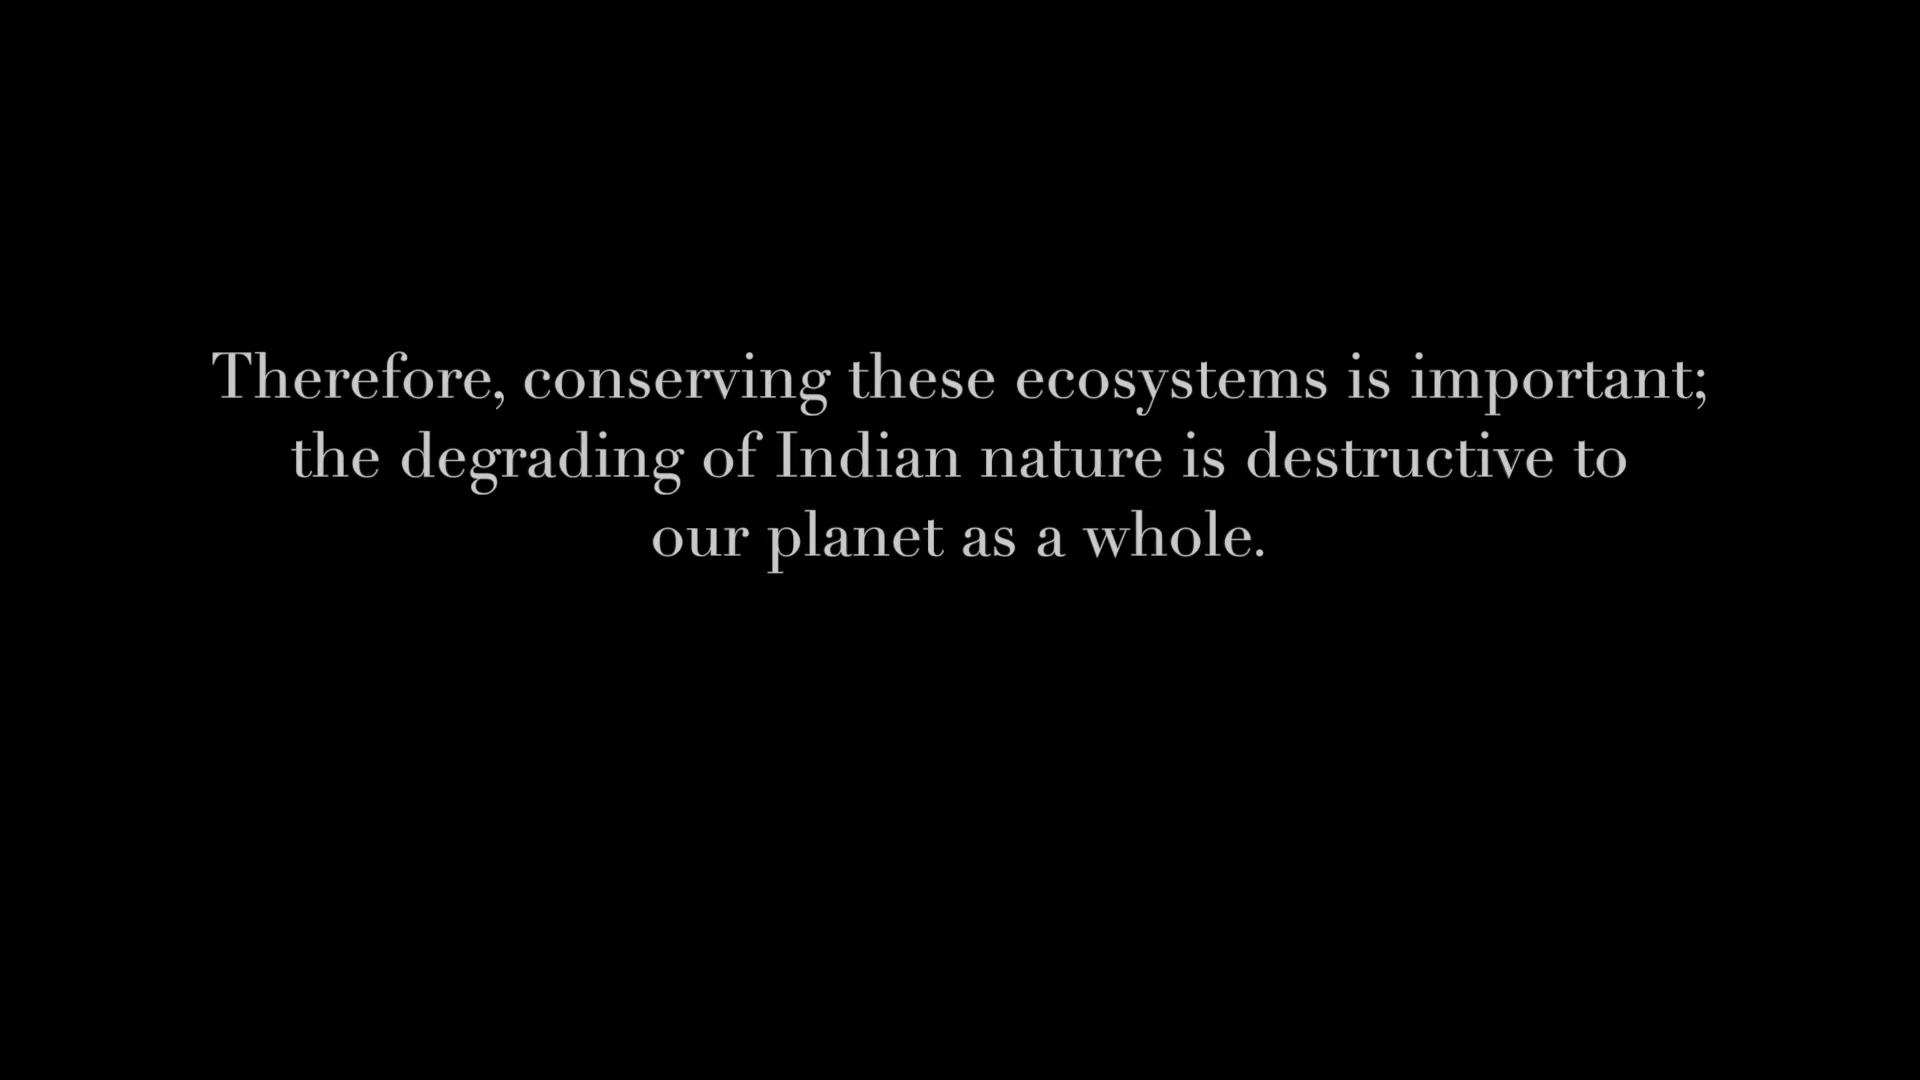 Therefore, conserving these ecosystems is important;
the degrading of Indian nature is destructive to
our planet as a whole.